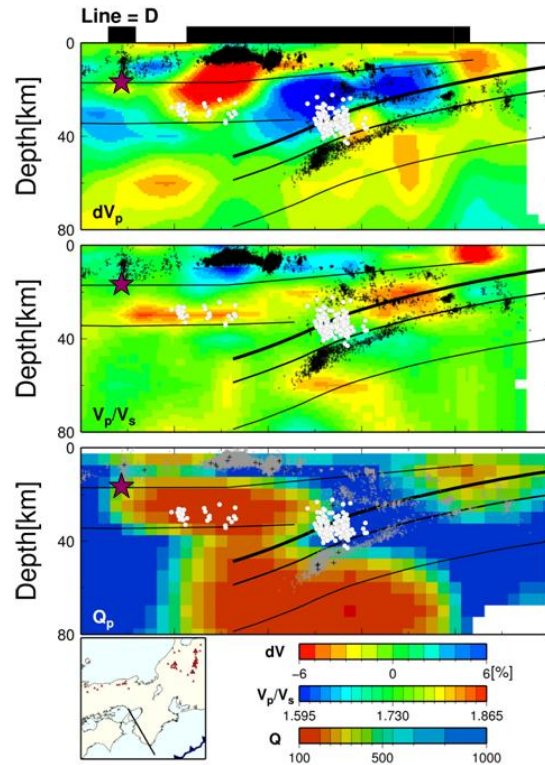 Line = D
0
Depth[km]
40
dVp
80
0
Depth[km]
40
Vp/Vs
80
0
Depth[km]
40
Qp
80
dV
-6 0 6[%]
Vp/Vs
1.595 1.730 1.865
Q
100 500 1000